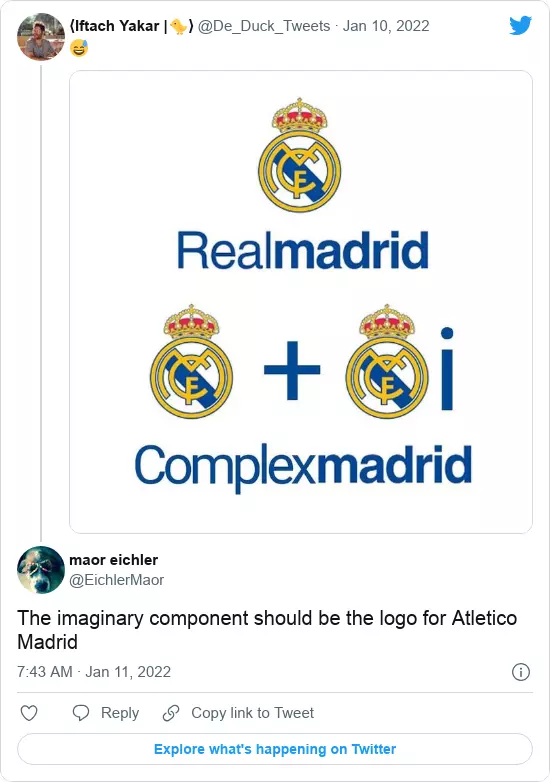 (Iftach Yakar |🐤) @De_Duck_Tweets · Jan 10, 2022
😅
Realmadrid
+ i
Complexmadrid
maor eichler
@EichlerMaor
The imaginary component should be the logo for Atletico
Madrid
7:43 AM · Jan 11, 2022
Reply Copy link to Tweet
Explore what's happening on Twitter